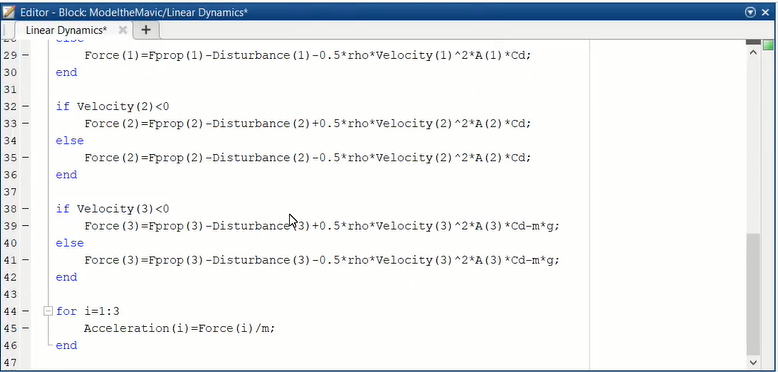 Editor - Block: ModeltheMavic/Linear Dynamics*
Linear Dynamics* × +
28 else
29 – Force(1)=Fprop(1)-Disturbance(1)-0.5*rho*Velocity(1)^2*A(1)*Cd;
30 end
31
32 – if Velocity(2)<0
33 – Force(2)=Fprop(2)-Disturbance(2)+0.5*rho*Velocity(2)^2*A(2)*Cd;
34 else
35 – Force(2)=Fprop(2)-Disturbance(2)-0.5*rho*Velocity(2)^2*A(2)*Cd;
36 end
37
38 – if Velocity(3)<0
39 – Force(3)=Fprop(3)-Disturbance(3)+0.5*rho*Velocity(3)^2*A(3)*Cd-m*g;
40 else
41 – Force(3)=Fprop(3)-Disturbance(3)-0.5*rho*Velocity(3)^2*A(3)*Cd-m*g;
42 end
43
44 – for i=1:3
45 – Acceleration(i)=Force(i)/m;
46 end
47